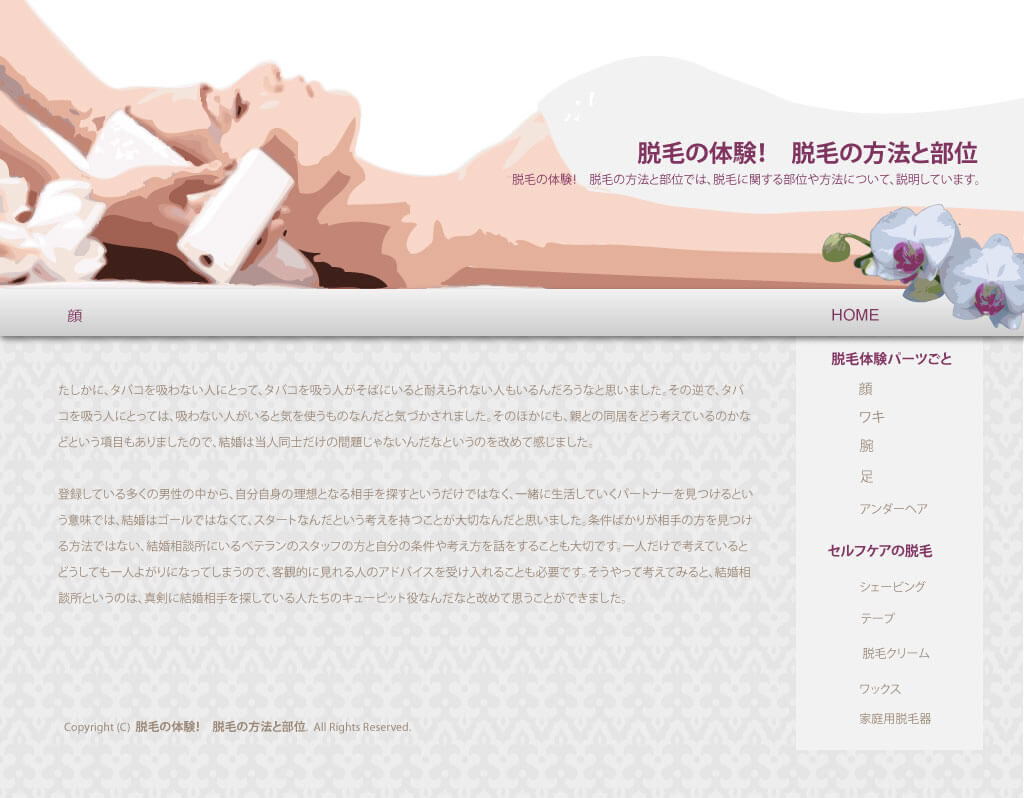 脱毛の体験!　脱毛の方法と部位
脱毛の体験!　脱毛の方法と部位では、脱毛に関する部位や方法について、説明しています。
顔
HOME
たしかに、タバコを吸わない人にとって、タバコを吸う人がそばにいると耐えられない人もいるんだろうなと思いました。その逆で、タバ
コを吸う人にとっては、吸わない人がいると気を使うものなんだと気づかされました。そのほかにも、親との同居をどう考えているのかな
どという項目もありましたので、結婚は当人同士だけの問題じゃないんだなというのを改めて感じました。
登録している多くの男性の中から、自分自身の理想となる相手を探すというだけではなく、一緒に生活していくパートナーを見つけるとい
う意味では、結婚はゴールではなくて、スタートなんだという考えを持つことが大切なんだと思いました。条件ばかりが相手の方を見つけ
る方法ではない、結婚相談所にいるベテランのスタッフの方と自分の条件や考え方を話をすることも大切です。一人だけで考えていると
どうしても一人よがりになってしまうので、客観的に見れる人のアドバイスを受け入れることも必要です。そうやって考えてみると、結婚相
談所というのは、真剣に結婚相手を探している人たちのキューピット役なんだなと改めて思うことができました。
脱毛体験パーツごと
顔
ワキ
腕
足
アンダーヘア
セルフケアの脱毛
シェービング
テープ
脱毛クリーム
ワックス
家庭用脱毛器
Copyright (C) 脱毛の体験!　脱毛の方法と部位. All Rights Reserved.